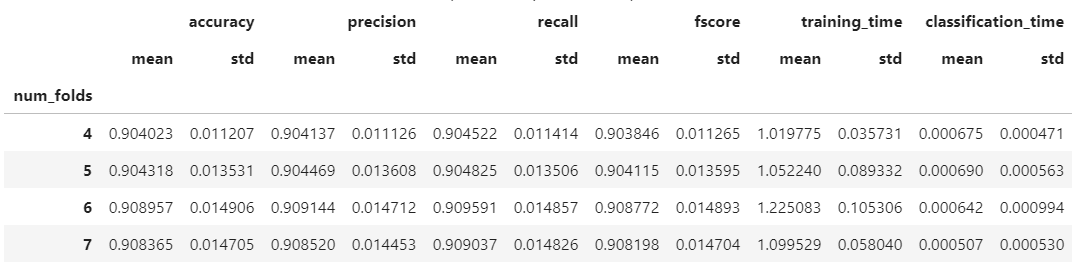 accuracy precision recall fscore training_time classification_time
mean std mean std mean std mean std mean std mean std
num_folds
4 0.904023 0.011207 0.904137 0.011126 0.904522 0.011414 0.903846 0.011265 1.019775 0.035731 0.000675 0.000471
5 0.904318 0.013531 0.904469 0.013608 0.904825 0.013506 0.904115 0.013595 1.052240 0.089332 0.000690 0.000563
6 0.908957 0.014906 0.909144 0.014712 0.909591 0.014857 0.908772 0.014893 1.225083 0.105306 0.000642 0.000994
7 0.908365 0.014705 0.908520 0.014453 0.909037 0.014826 0.908198 0.014704 1.099529 0.058040 0.000507 0.000530